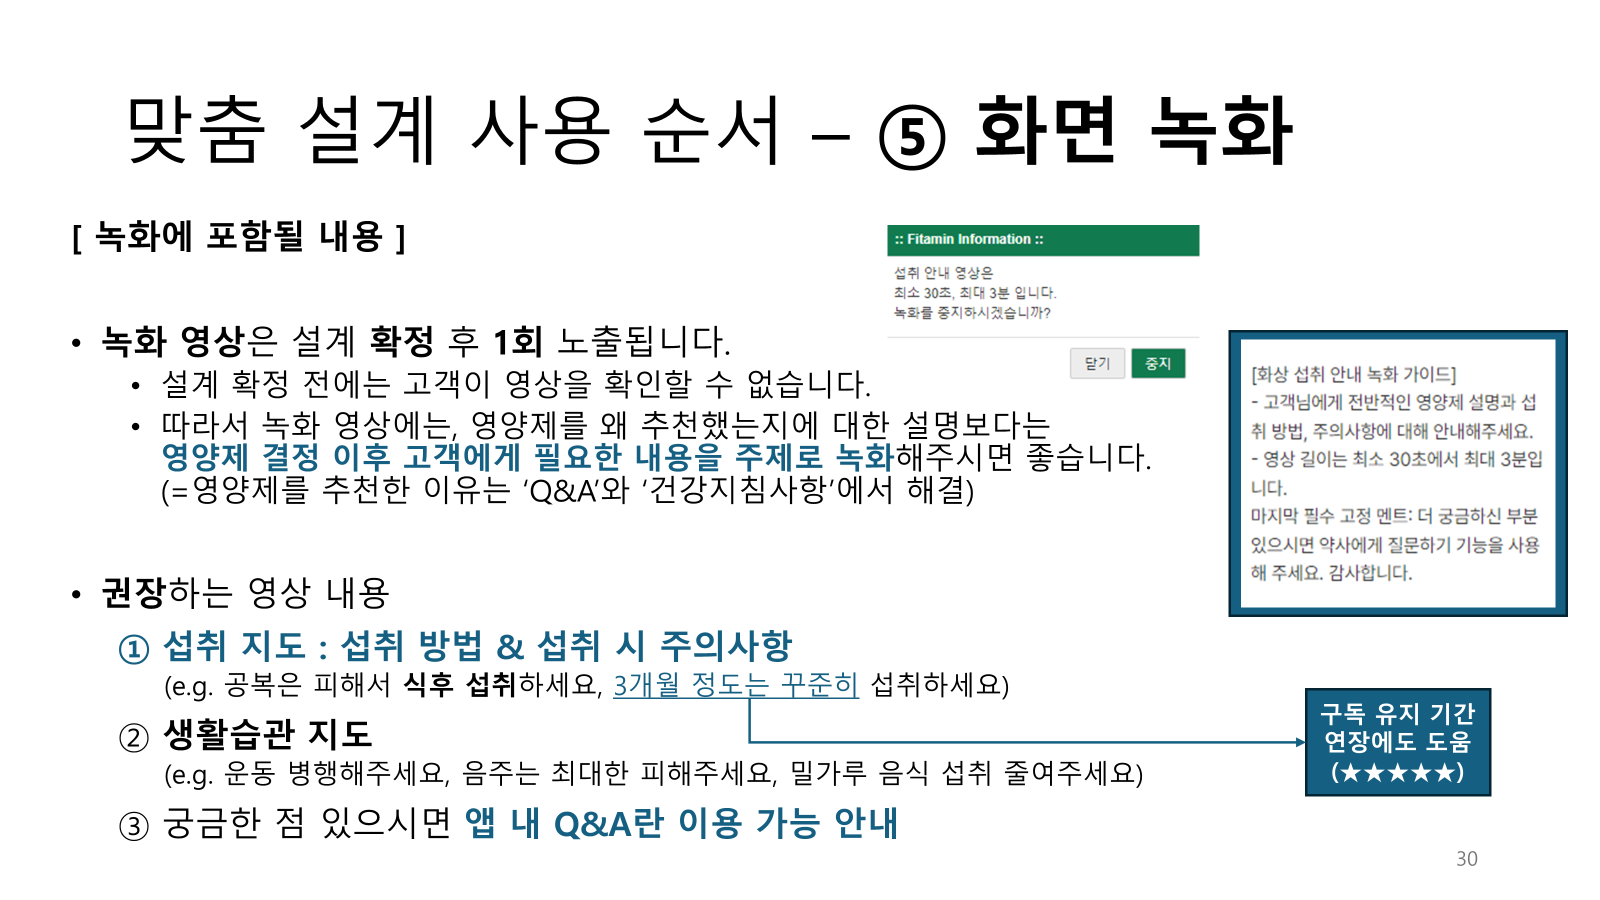 맞춤 설계 사용 순서 – ⑤ 화면 녹화
[ 녹화에 포함될 내용 ]
• 녹화 영상은 설계 확정 후 1회 노출됩니다.
• 설계 확정 전에는 고객이 영상을 확인할 수 없습니다.
• 따라서 녹화 영상에는, 영양제를 왜 추천했는지에 대한 설명보다는
영양제 결정 이후 고객에게 필요한 내용을 주제로 녹화해주시면 좋습니다.
(=영양제를 추천한 이유는 ‘Q&A’와 ‘건강지침사항’에서 해결)
:: Fitamin Information ::
섭취 안내 영상은
최소 30초, 최대 3분 입니다.
녹화를 중지하시겠습니까?
닫기 중지
[화상 섭취 안내 녹화 가이드]
- 고객님에게 전반적인 영양제 설명과 섭
취 방법, 주의사항에 대해 안내해주세요.
- 영상 길이는 최소 30초에서 최대 3분입
니다.
마지막 필수 고정 멘트: 더 궁금하신 부분
있으시면 약사에게 질문하기 기능을 사용
해 주세요. 감사합니다.
• 권장하는 영상 내용
① 섭취 지도 : 섭취 방법 & 섭취 시 주의사항
(e.g. 공복은 피해서 식후 섭취하세요, 3개월 정도는 꾸준히 섭취하세요)
② 생활습관 지도
(e.g. 운동 병행해주세요, 음주는 최대한 피해주세요, 밀가루 음식 섭취 줄여주세요)
③ 궁금한 점 있으시면 앱 내 Q&A란 이용 가능 안내
구독 유지 기간
연장에도 도움
(★★★★★)
30